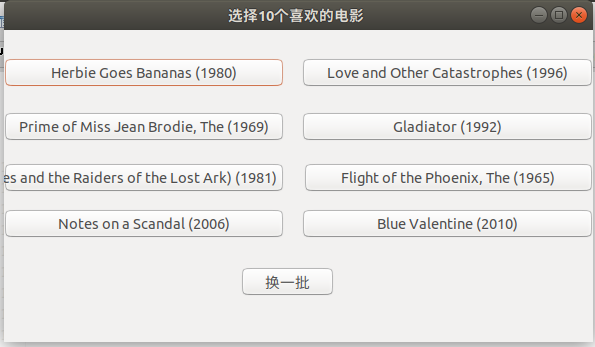 选择10个喜欢的电影
Herbie Goes Bananas (1980)
Love and Other Catastrophes (1996)
Prime of Miss Jean Brodie, The (1969)
Gladiator (1992)
es and the Raiders of the Lost Ark) (1981)
Flight of the Phoenix, The (1965)
Notes on a Scandal (2006)
Blue Valentine (2010)
换一批